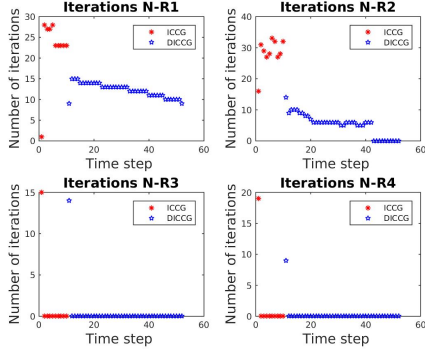 Iterations N-R1
Number of iterations
30
25
20
15
10
5
0
0 20 40 60
Time step
ICCG
DICCG
Iterations N-R2
Number of iterations
40
30
20
10
0
0 20 40 60
Time step
ICCG
DICCG
Iterations N-R3
Number of iterations
15
10
5
0
0 20 40 60
Time step
ICCG
DICCG
Iterations N-R4
Number of iterations
20
15
10
5
0
0 20 40 60
Time step
ICCG
DICCG